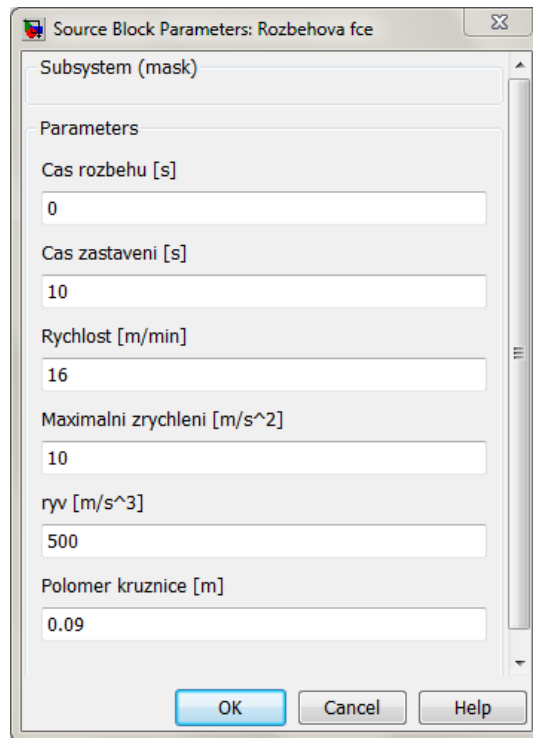 Source Block Parameters: Rozbehova fce
Subsystem (mask)
Parameters
Cas rozbehu [s]
0
Cas zastaveni [s]
10
Rychlost [m/min]
16
Maximalni zrychleni [m/s^2]
10
ryv [m/s^3]
500
Polomer kruznice [m]
0.09
OK Cancel Help